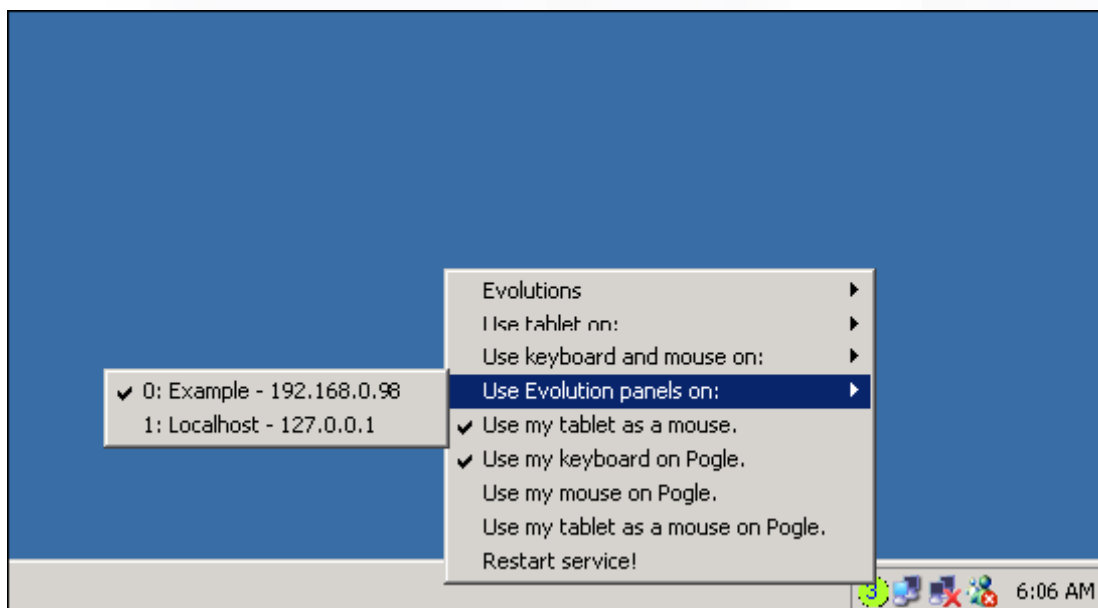 Evolutions
Use tablet on:
Use keyboard and mouse on:
Use Evolution panels on:
0: Example - 192.168.0.98
1: Localhost - 127.0.0.1
Use my tablet as a mouse.
Use my keyboard on Pogle.
Use my mouse on Pogle.
Use my tablet as a mouse on Pogle.
Restart service!
3
6:06 AM